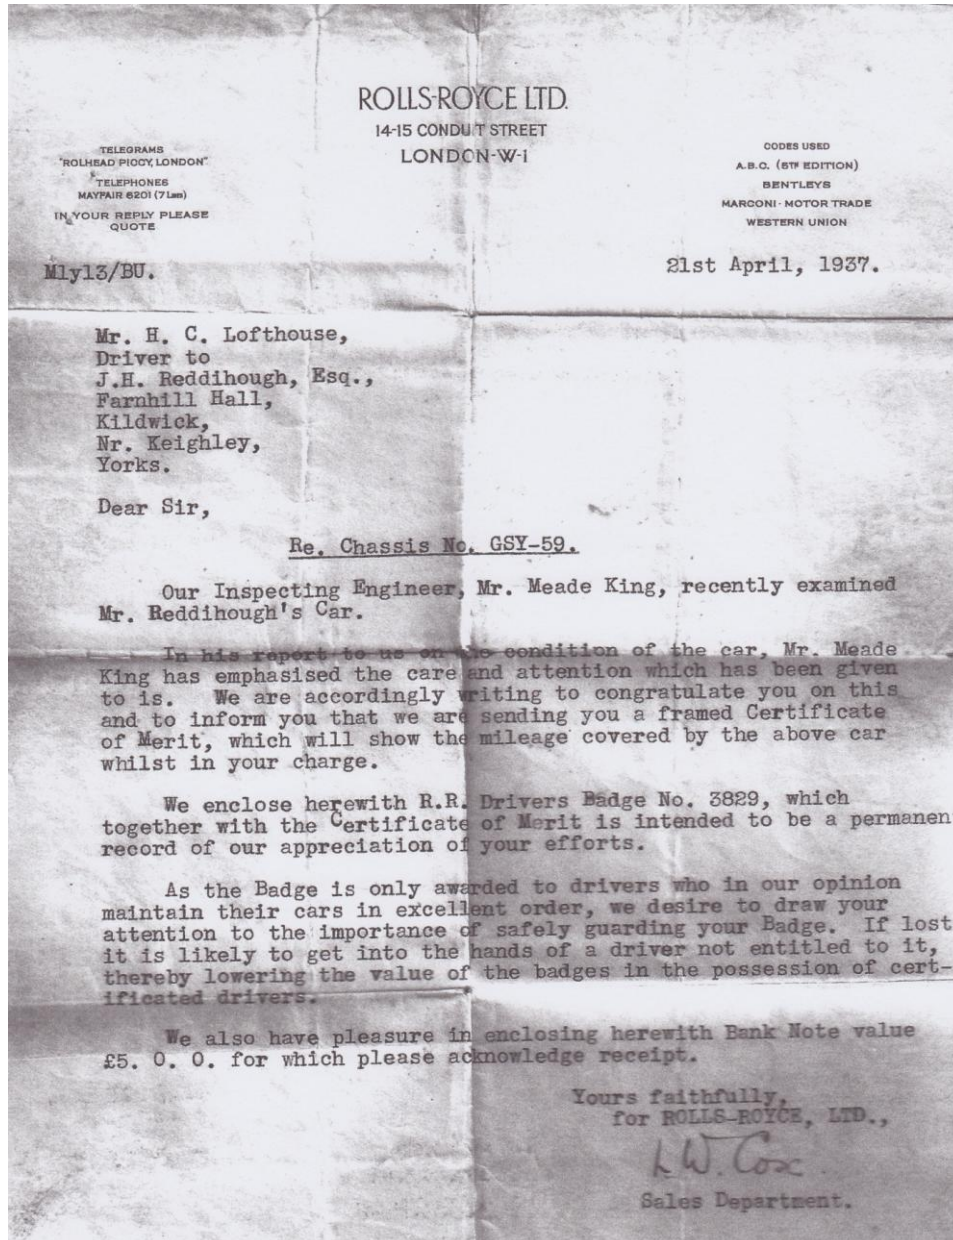 ROLLS-ROYCE LTD.
14-15 CONDUIT STREET
LONDON-W-1
TELEGRAMS
"ROLHEAD PICCY, LONDON"
TELEPHONES
MAYFAIR 6201 (7 Lines)
IN YOUR REPLY PLEASE
QUOTE
CODES USED
A.B.C. (5TH EDITION)
BENTLEYS
MARCONI - MOTOR TRADE
WESTERN UNION
Mly13/BU.
21st April, 1937.
Mr. H. C. Lofthouse,
Driver to
J.H. Reddihough, Esq.,
Farnhill Hall,
Kildwick,
Nr. Keighley,
Yorks.
Dear Sir,
Re. Chassis No. GSY-59.
Our Inspecting Engineer, Mr. Meade King, recently examined
Mr. Reddihough's Car.
In his report to us on the condition of the car, Mr. Meade
King has emphasised the care and attention which has been given
to is. We are accordingly writing to congratulate you on this
and to inform you that we are sending you a framed Certificate
of Merit, which will show the mileage covered by the above car
whilst in your charge.
We enclose herewith R.R. Drivers Badge No. 3829, which
together with the Certificate of Merit is intended to be a permanen
record of our appreciation of your efforts.
As the Badge is only awarded to drivers who in our opinion
maintain their cars in excellent order, we desire to draw your
attention to the importance of safely guarding your Badge. If lost
it is likely to get into the hands of a driver not entitled to it,
thereby lowering the value of the badges in the possession of cert-
ificated drivers.
We also have pleasure in enclosing herewith Bank Note value
£5. 0. 0. for which please acknowledge receipt.
Yours faithfully,
for ROLLS-ROYCE, LTD.,
L.W. Cox
Sales Department.